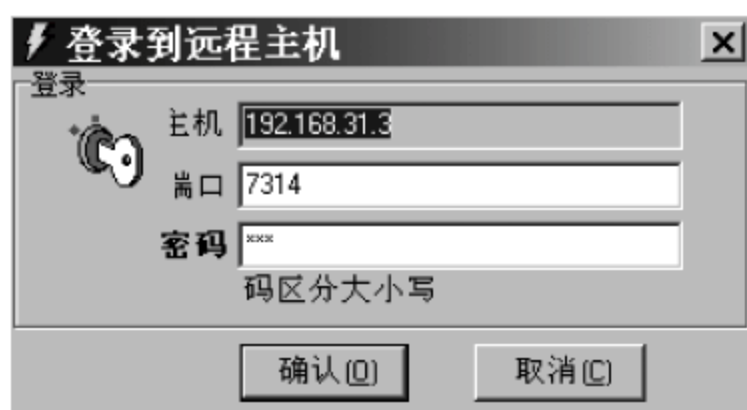 登录到远程主机
登录
主机 192.168.31.3
端口 7314
密码 ***
码区分大小写
确认(O)
取消(C)